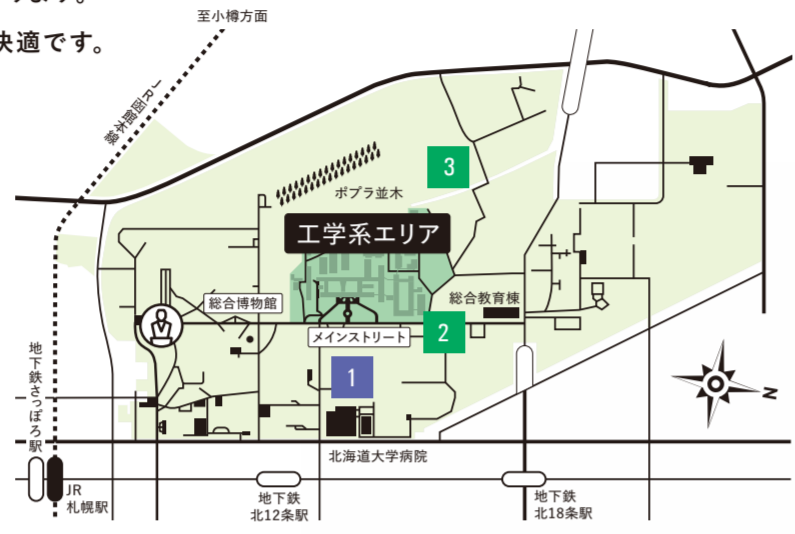 ります。
快適です。
至小樽方面
JR函館本線
ポプラ並木
3
工学系エリア
総合博物館
総合教育棟
メインストリート
2
1
N
地下鉄さっぽろ駅
北海道大学病院
JR
札幌駅
地下鉄
北12条駅
地下鉄
北18条駅